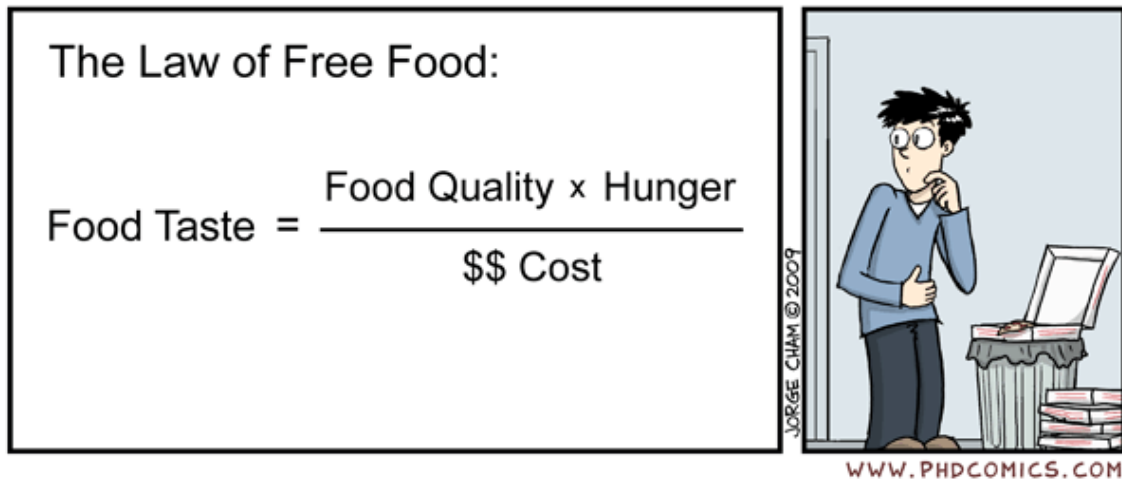 The Law of Free Food:
Food Taste = Food Quality x Hunger
$$ Cost
JORGE CHAM © 2009
WWW.PHDCOMICS.COM